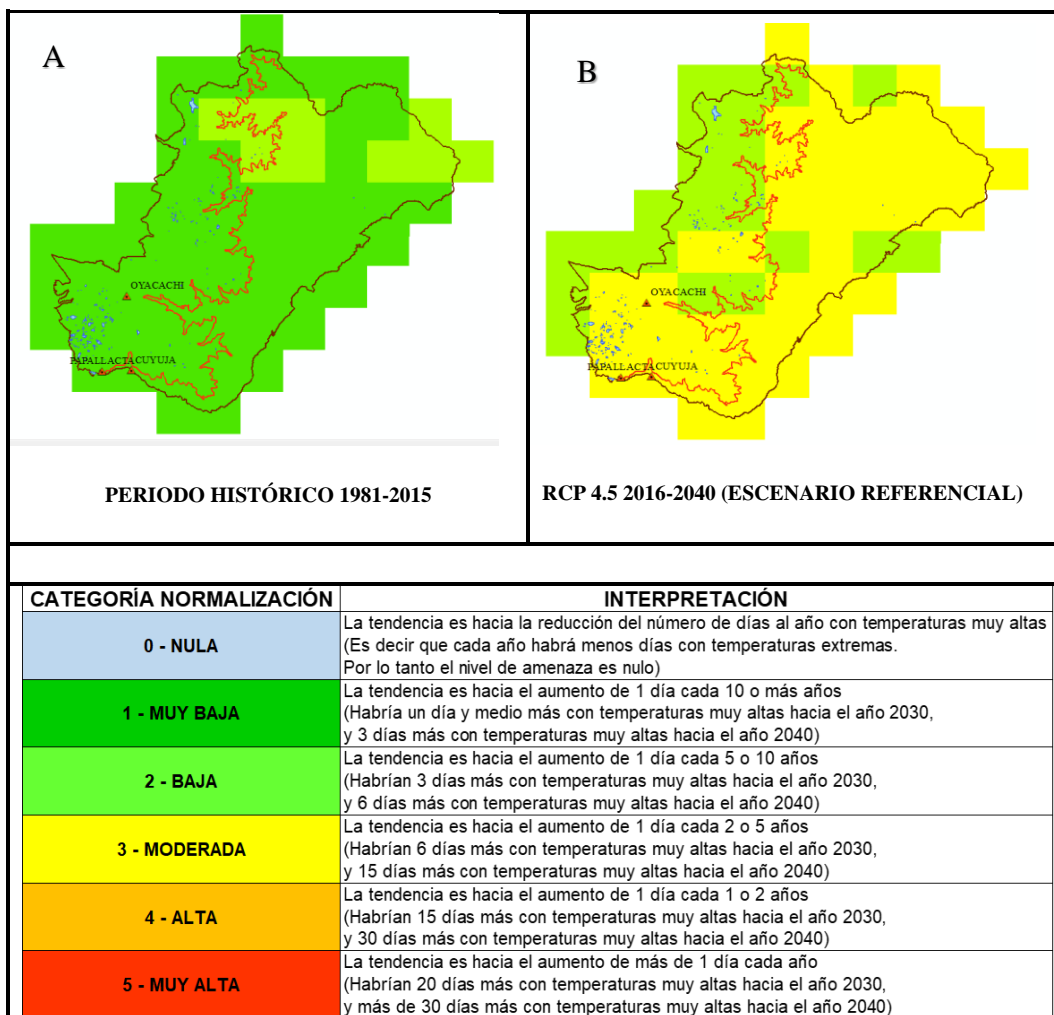 A
B
OYACACHI
PAPALLACTA CUYUJA
OYACACHI
PAPALLACTA CUYUJA
PERIODO HISTÓRICO 1981-2015
RCP 4.5 2016-2040 (ESCENARIO REFERENCIAL)
CATEGORÍA NORMALIZACIÓN
INTERPRETACIÓN
0 - NULA
La tendencia es hacia la reducción del número de días al año con temperaturas muy altas
(Es decir que cada año habrá menos días con temperaturas extremas.
Por lo tanto el nivel de amenaza es nulo)
1 - MUY BAJA
La tendencia es hacia el aumento de 1 día cada 10 o más años
(Habría un día y medio más con temperaturas muy altas hacia el año 2030,
y 3 días más con temperaturas muy altas hacia el año 2040)
2 - BAJA
La tendencia es hacia el aumento de 1 día cada 5 o 10 años
(Habrían 3 días más con temperaturas muy altas hacia el año 2030,
y 6 días más con temperaturas muy altas hacia el año 2040)
3 - MODERADA
La tendencia es hacia el aumento de 1 día cada 2 o 5 años
(Habrían 6 días más con temperaturas muy altas hacia el año 2030,
y 15 días más con temperaturas muy altas hacia el año 2040)
4 - ALTA
La tendencia es hacia el aumento de 1 día cada 1 o 2 años
(Habrían 15 días más con temperaturas muy altas hacia el año 2030,
y 30 días más con temperaturas muy altas hacia el año 2040)
5 - MUY ALTA
La tendencia es hacia el aumento de más de 1 día cada año
(Habrían 20 días más con temperaturas muy altas hacia el año 2030,
y más de 30 días más con temperaturas muy altas hacia el año 2040)